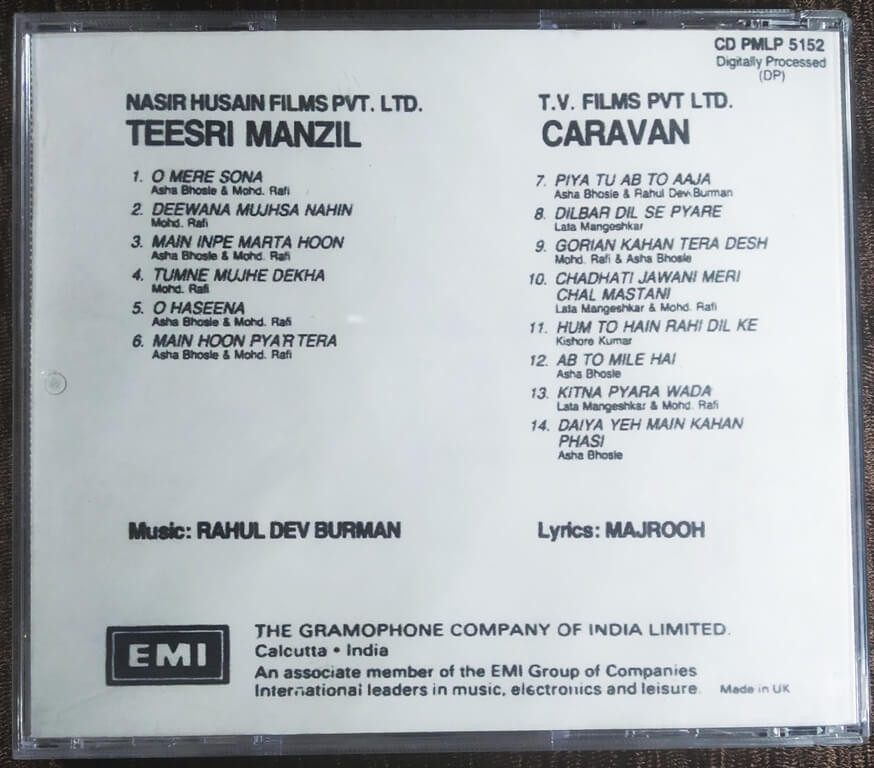 CD PMLP 5152
Digitally Processed
(DP)
NASIR HUSAIN FILMS PVT. LTD.
TEESRI MANZIL
1. O MERE SONA
Asha Bhosle & Mohd. Rafi
2. DEEWANA MUJHSA NAHIN
Mohd. Rafi
3. MAIN INPE MARTA HOON
Asha Bhosle & Mohd. Rafi
4. TUMNE MUJHE DEKHA
Mohd. Rafi
5. O HASEENA
Asha Bhosle & Mohd. Rafi
6. MAIN HOON PYAR TERA
Asha Bhosle & Mohd. Rafi
T.V. FILMS PVT LTD.
CARAVAN
7. PIYA TU AB TO AAJA
Asha Bhosle & Rahul Dev Burman
8. DILBAR DIL SE PYARE
Lata Mangeshkar
9. GORIAN KAHAN TERA DESH
Mohd. Rafi & Asha Bhosle
10. CHADHATI JAWANI MERI
CHAL MASTANI
Lata Mangeshkar & Mohd. Rafi
11. HUM TO HAIN RAHI DIL KE
Kishore Kumar
12. AB TO MILE HAI
Asha Bhosle
13. KITNA PYARA WADA
Lata Mangeshkar & Mohd. Rafi
14. DAIYA YEH MAIN KAHAN
PHASI
Asha Bhosle
Music: RAHUL DEV BURMAN
Lyrics: MAJROOH
EMI
THE GRAMOPHONE COMPANY OF INDIA LIMITED.
Calcutta • India
An associate member of the EMI Group of Companies
International leaders in music, electronics and leisure. Made in UK